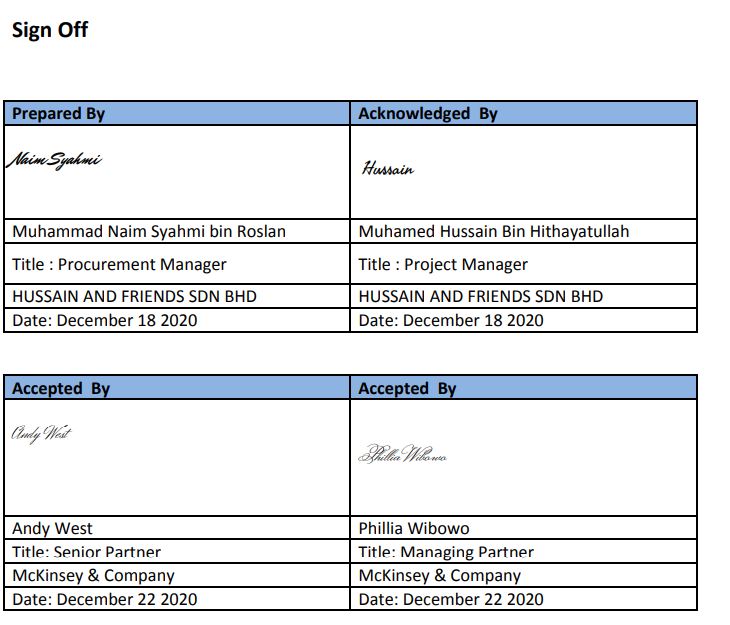 Sign Off
Prepared By
Acknowledged By
Naim Syahmi
Hussain
Muhammad Naim Syahmi bin Roslan
Muhamed Hussain Bin Hithayatullah
Title : Procurement Manager
Title : Project Manager
HUSSAIN AND FRIENDS SDN BHD
HUSSAIN AND FRIENDS SDN BHD
Date: December 18 2020
Date: December 18 2020
Accepted By
Accepted By
Andy West
Phillia Wibowo
Andy West
Phillia Wibowo
Title: Senior Partner
Title: Managing Partner
McKinsey & Company
McKinsey & Company
Date: December 22 2020
Date: December 22 2020